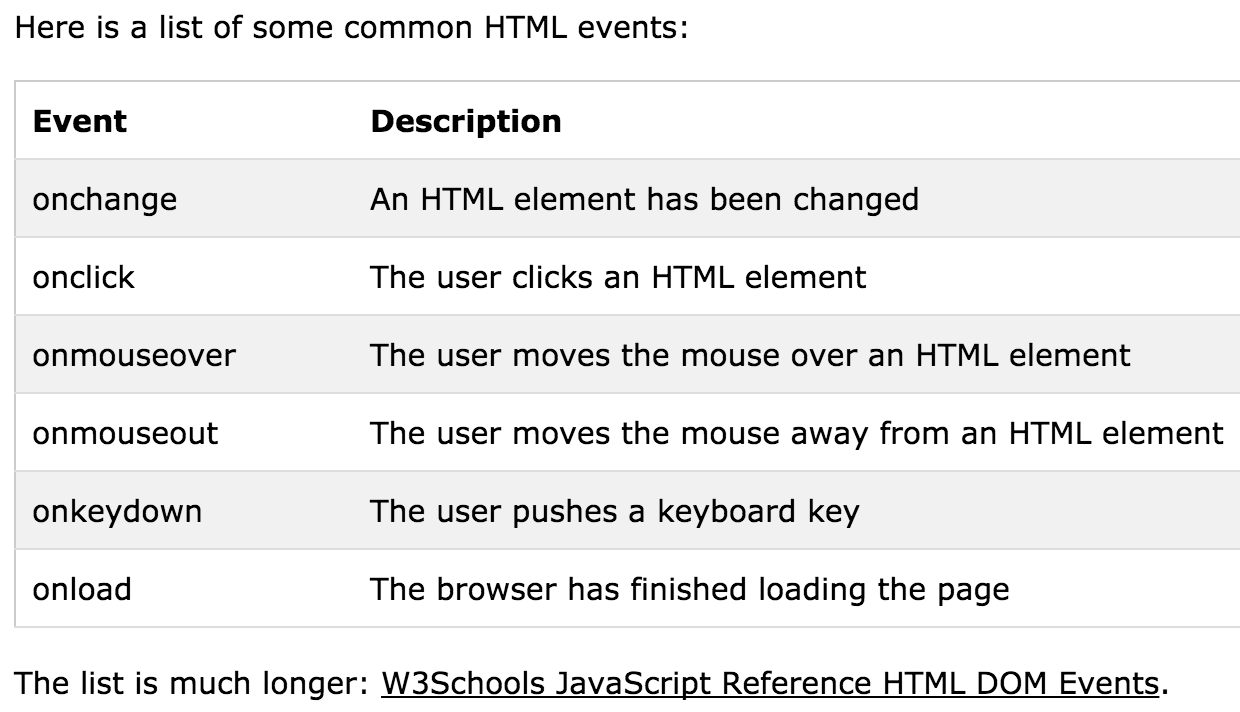 Here is a list of some common HTML events:
Event Description
onchange An HTML element has been changed
onclick The user clicks an HTML element
onmouseover The user moves the mouse over an HTML element
onmouseout The user moves the mouse away from an HTML element
onkeydown The user pushes a keyboard key
onload The browser has finished loading the page
The list is much longer: W3Schools JavaScript Reference HTML DOM Events.